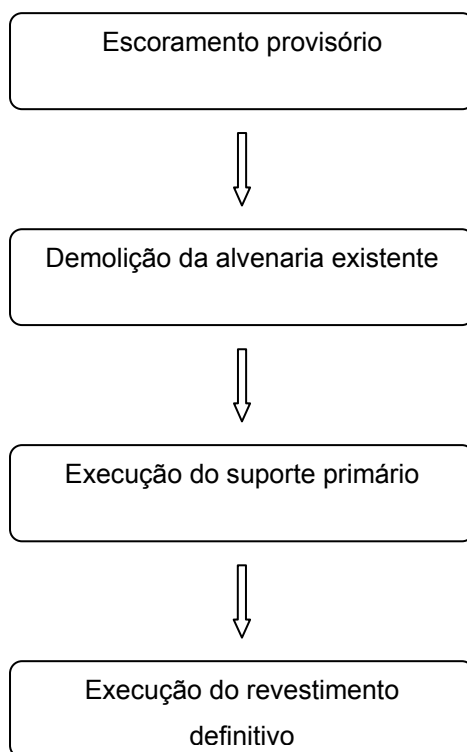 Escoramento provisório
Demolição da alvenaria existente
Execução do suporte primário
Execução do revestimento
definitivo